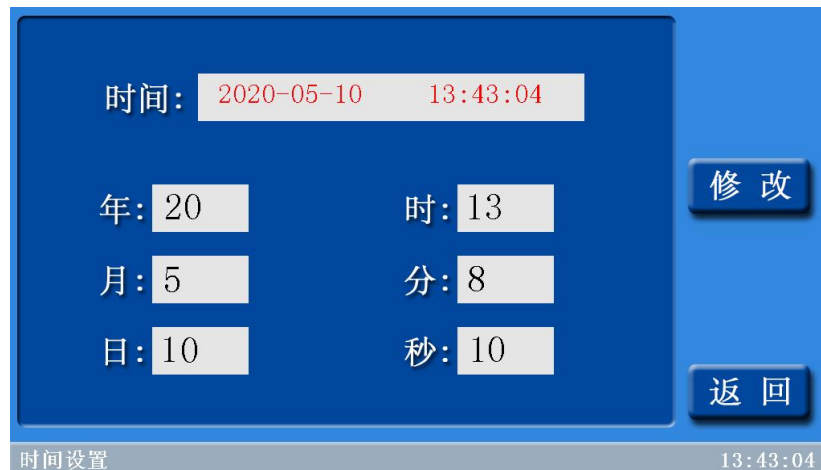 时间: 2020-05-10 13:43:04
修 改
年: 20 时: 13
月: 5 分: 8
日: 10 秒: 10
返 回
时间设置 13:43:04